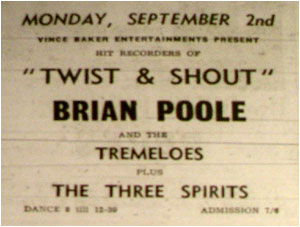 MONDAY, SEPTEMBER 2nd
VINCE BAKER ENTERTAINMENTS PRESENT
HIT RECORDERS OF
"TWIST & SHOUT"
BRIAN POOLE
AND THE
TREMELOES
PLUS
THE THREE SPIRITS
DANCE 8 till 12-30 ADMISSION 7/6